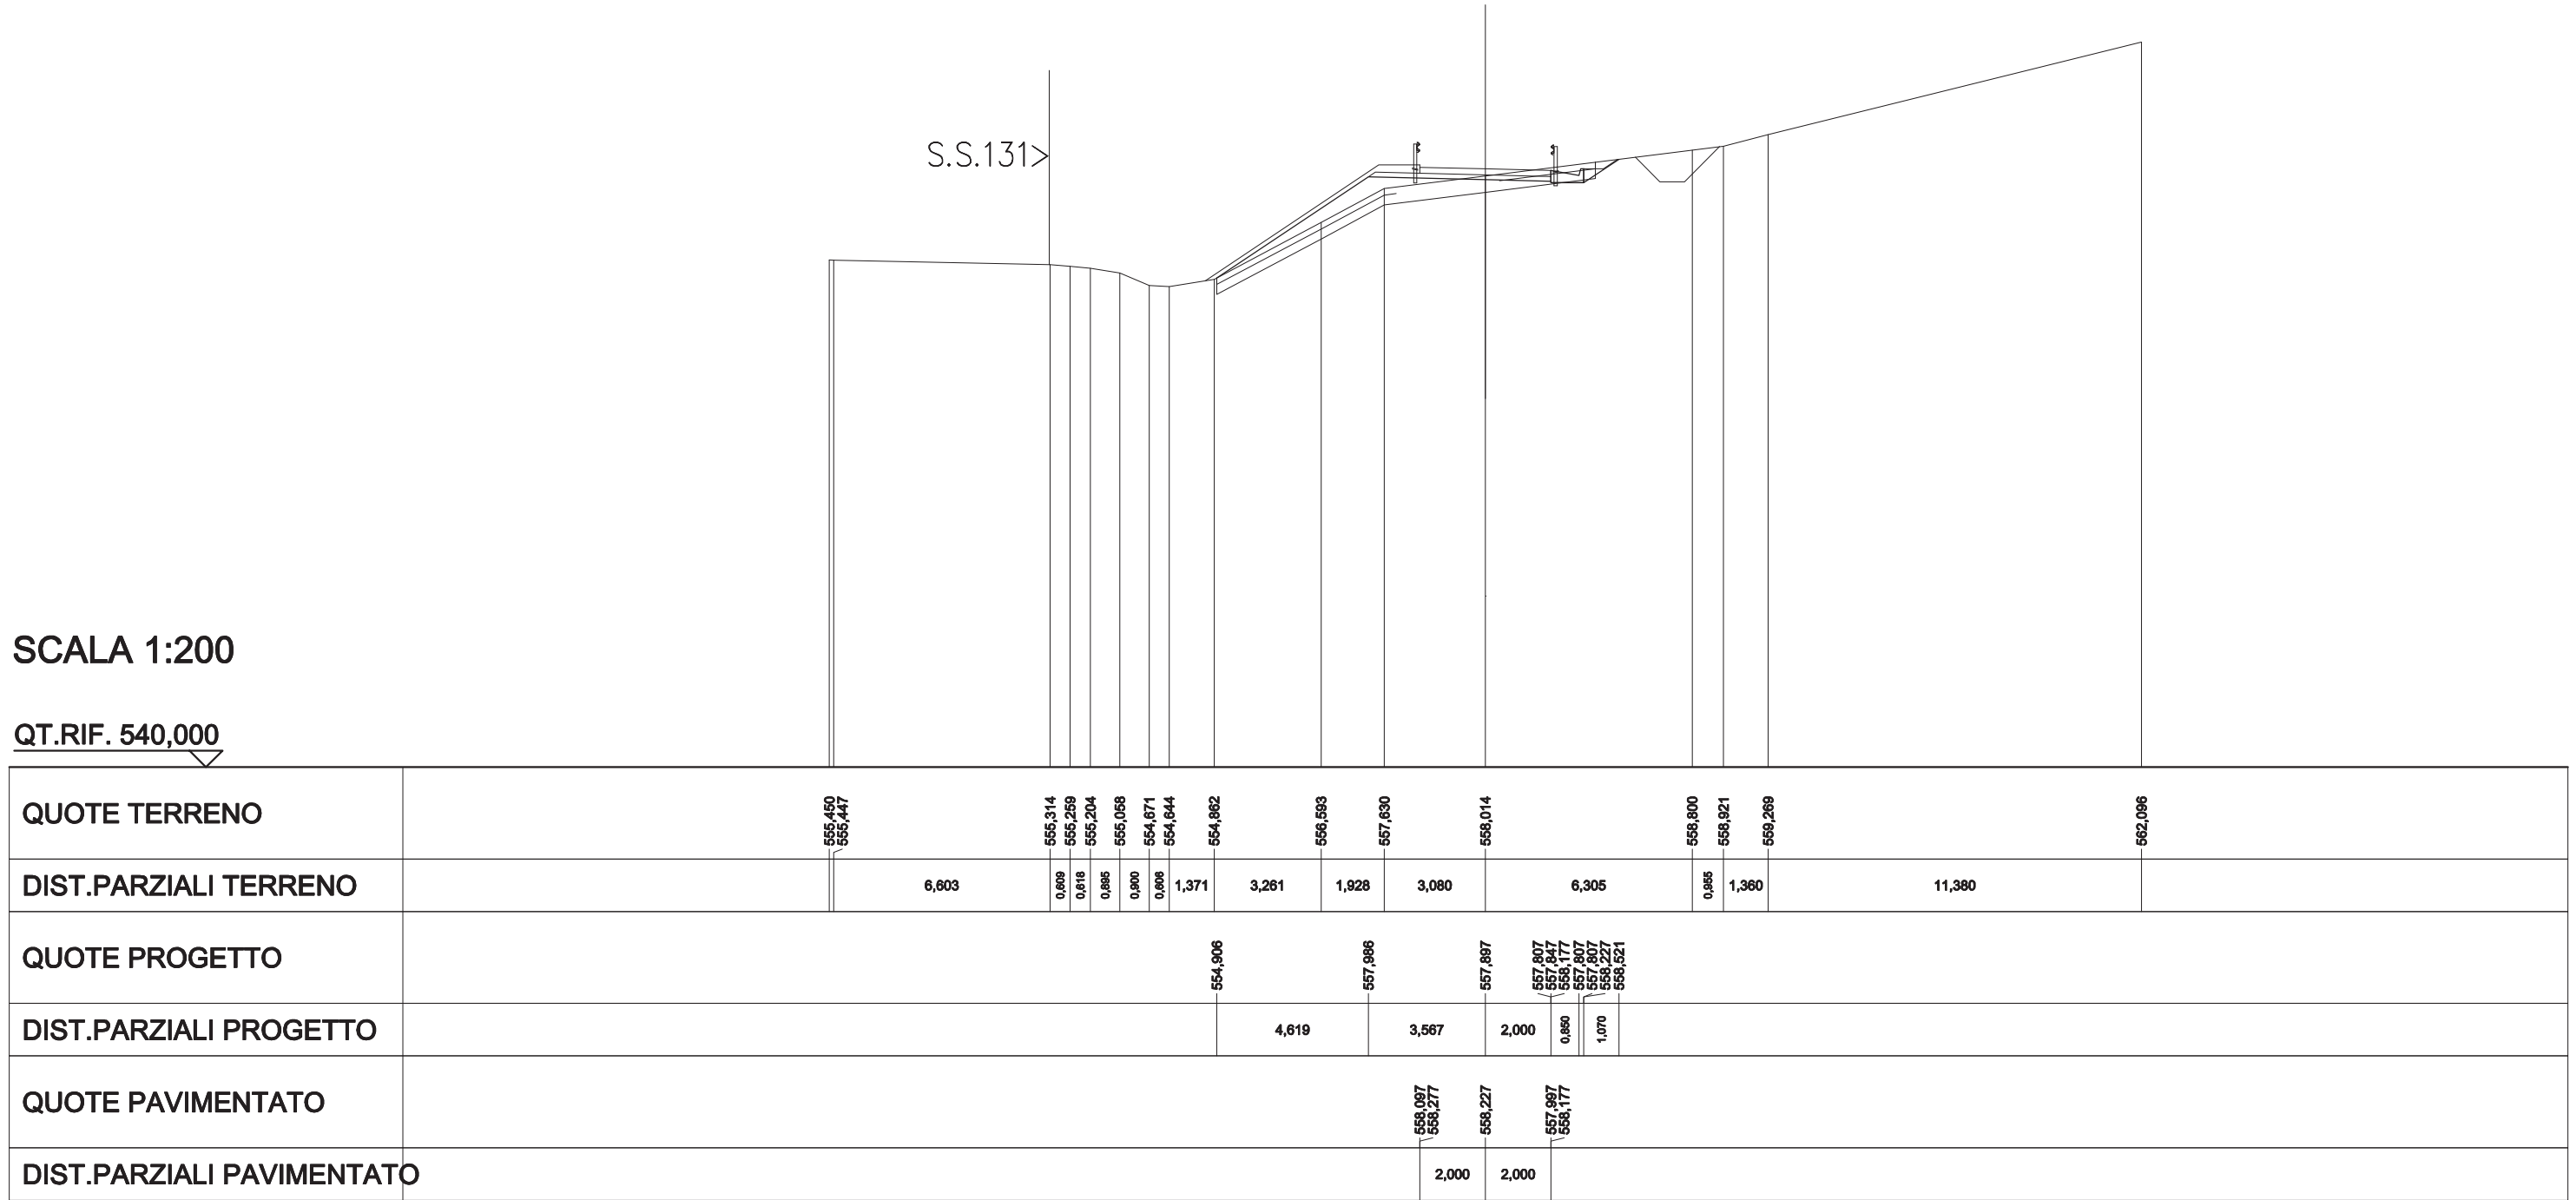 S.S.131>
SCALA 1:200
QT.RIF. 540,000
QUOTE TERRENO 555,450 555,447 555,314 555,259 555,204 555,058 554,671 554,644 554,862 556,593 557,630 558,014 558,800 558,921 559,269 562,096
DIST.PARZIALI TERRENO 6,603 0,609 0,618 0,895 0,900 0,606 1,371 3,261 1,928 3,080 6,305 0,955 1,360 11,380
QUOTE PROGETTO 554,906 557,986 557,897 557,807 557,847 558,177 557,807 557,807 558,227 558,521
DIST.PARZIALI PROGETTO 4,619 3,567 2,000 0,850 1,070
QUOTE PAVIMENTATO 558,097 558,277 558,227 557,997 558,177
DIST.PARZIALI PAVIMENTATO 2,000 2,000